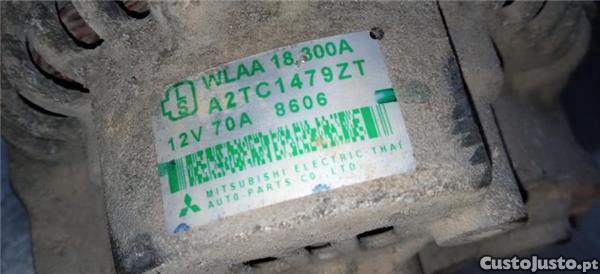 WLAA 18 300A
A2TC1479ZT
12V 70A 8606
MITSUBISHI ELECTRIC THAI
AUTO-PARTS CO., LTD.
CustoJusto.pt